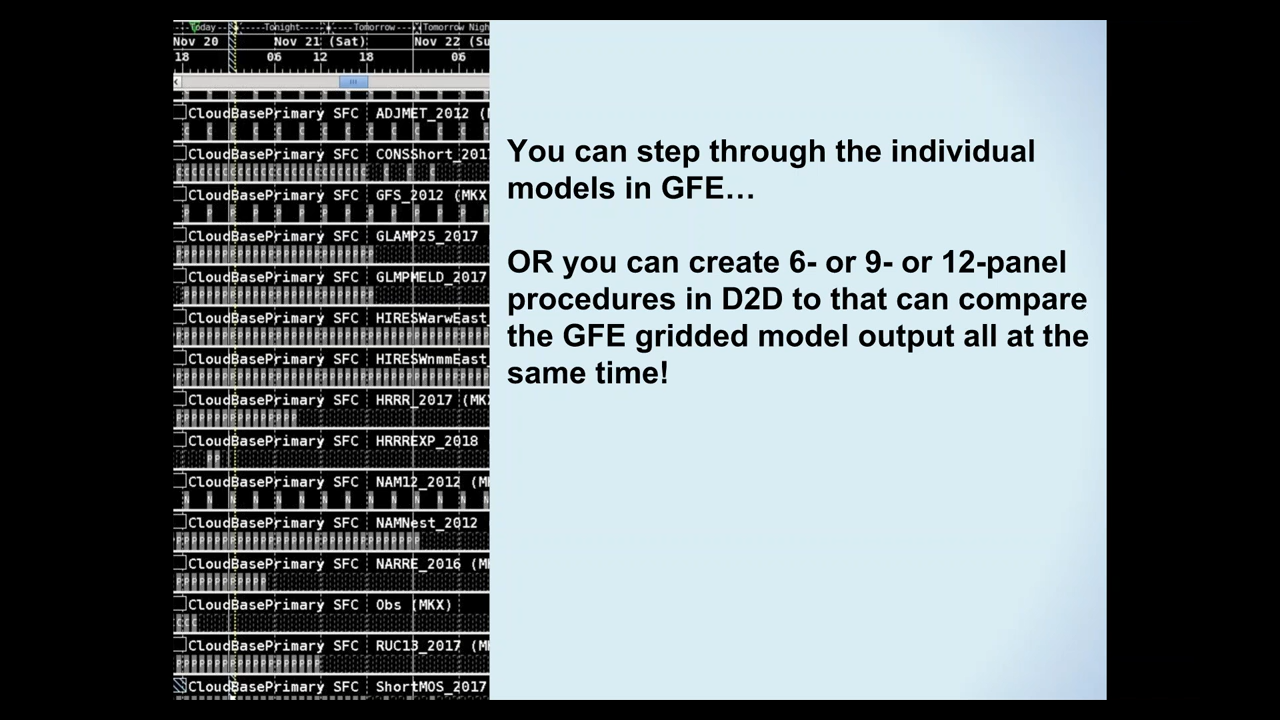 Today Tonight Tomorrow Tomorrow Nigh
Nov 20 Nov 21 (Sat) Nov 22 (Su
18 06 12 18 06
CloudBasePrimary SFC ADJMET_2012 (
CloudBasePrimary SFC CONSShort_201
CloudBasePrimary SFC GFS_2012 (MKX
CloudBasePrimary SFC GLAMP25_2017
CloudBasePrimary SFC GLMPMELD_2017
CloudBasePrimary SFC HIRESWarwEast_
CloudBasePrimary SFC HIRESWnmmEast_
CloudBasePrimary SFC HRRR_2017 (MK
CloudBasePrimary SFC HRRREXP_2018
CloudBasePrimary SFC NAM12_2012 (M
CloudBasePrimary SFC NAMNest_2012
CloudBasePrimary SFC NARRE_2016 (M
CloudBasePrimary SFC Obs (MKX)
CloudBasePrimary SFC RUC13_2017 (M
CloudBasePrimary SFC ShortMOS_2017
You can step through the individual
models in GFE…
OR you can create 6- or 9- or 12-panel
procedures in D2D to that can compare
the GFE gridded model output all at the
same time!